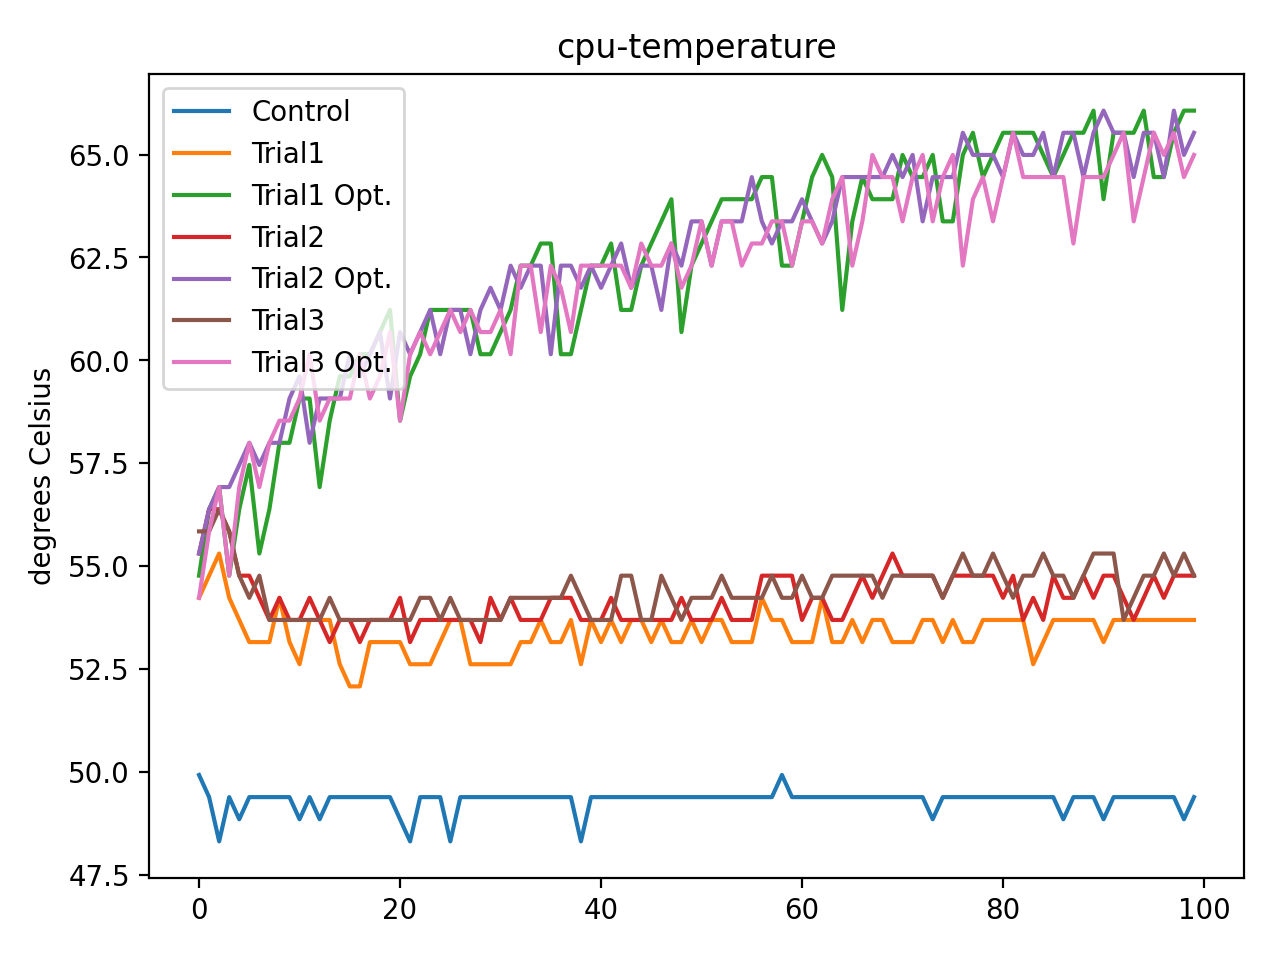 cpu-temperature
Control
Trial1
Trial1 Opt.
Trial2
Trial2 Opt.
Trial3
Trial3 Opt.
degrees Celsius
65.0
62.5
60.0
57.5
55.0
52.5
50.0
47.5
0 20 40 60 80 100